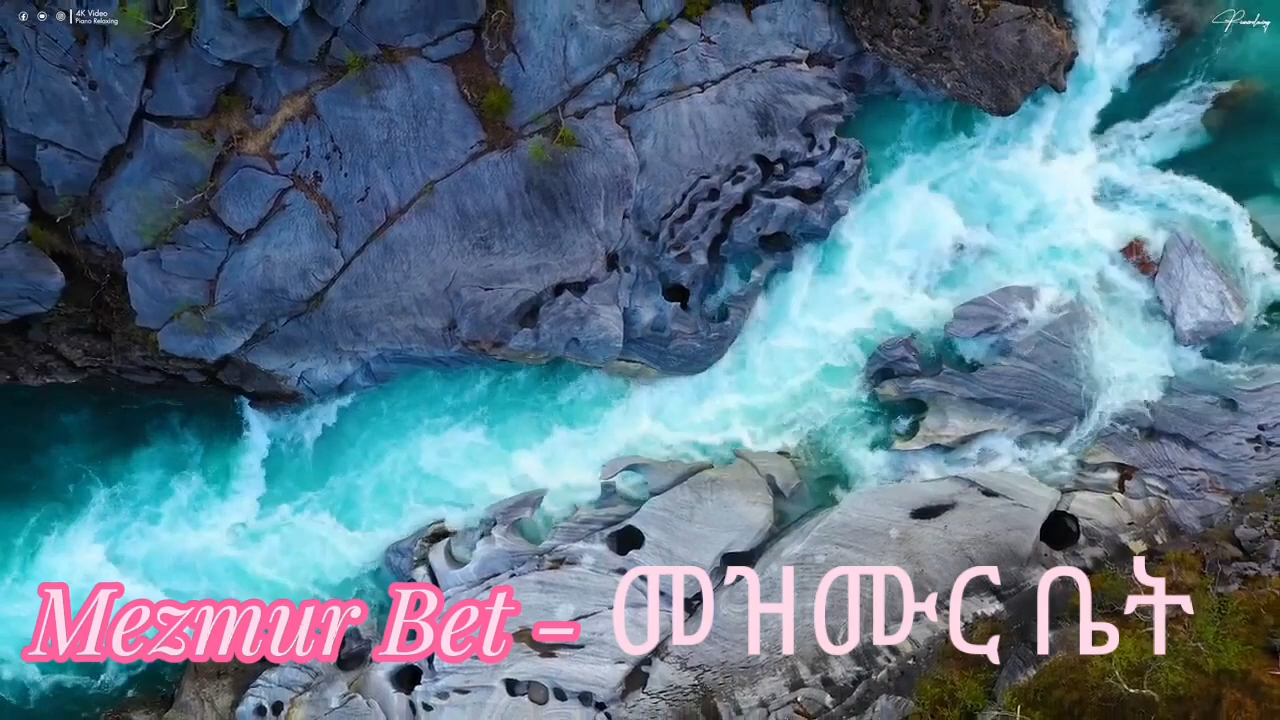 4K Video
Piano Relaxing
Mezmur Bet - መዝሙር ቤት